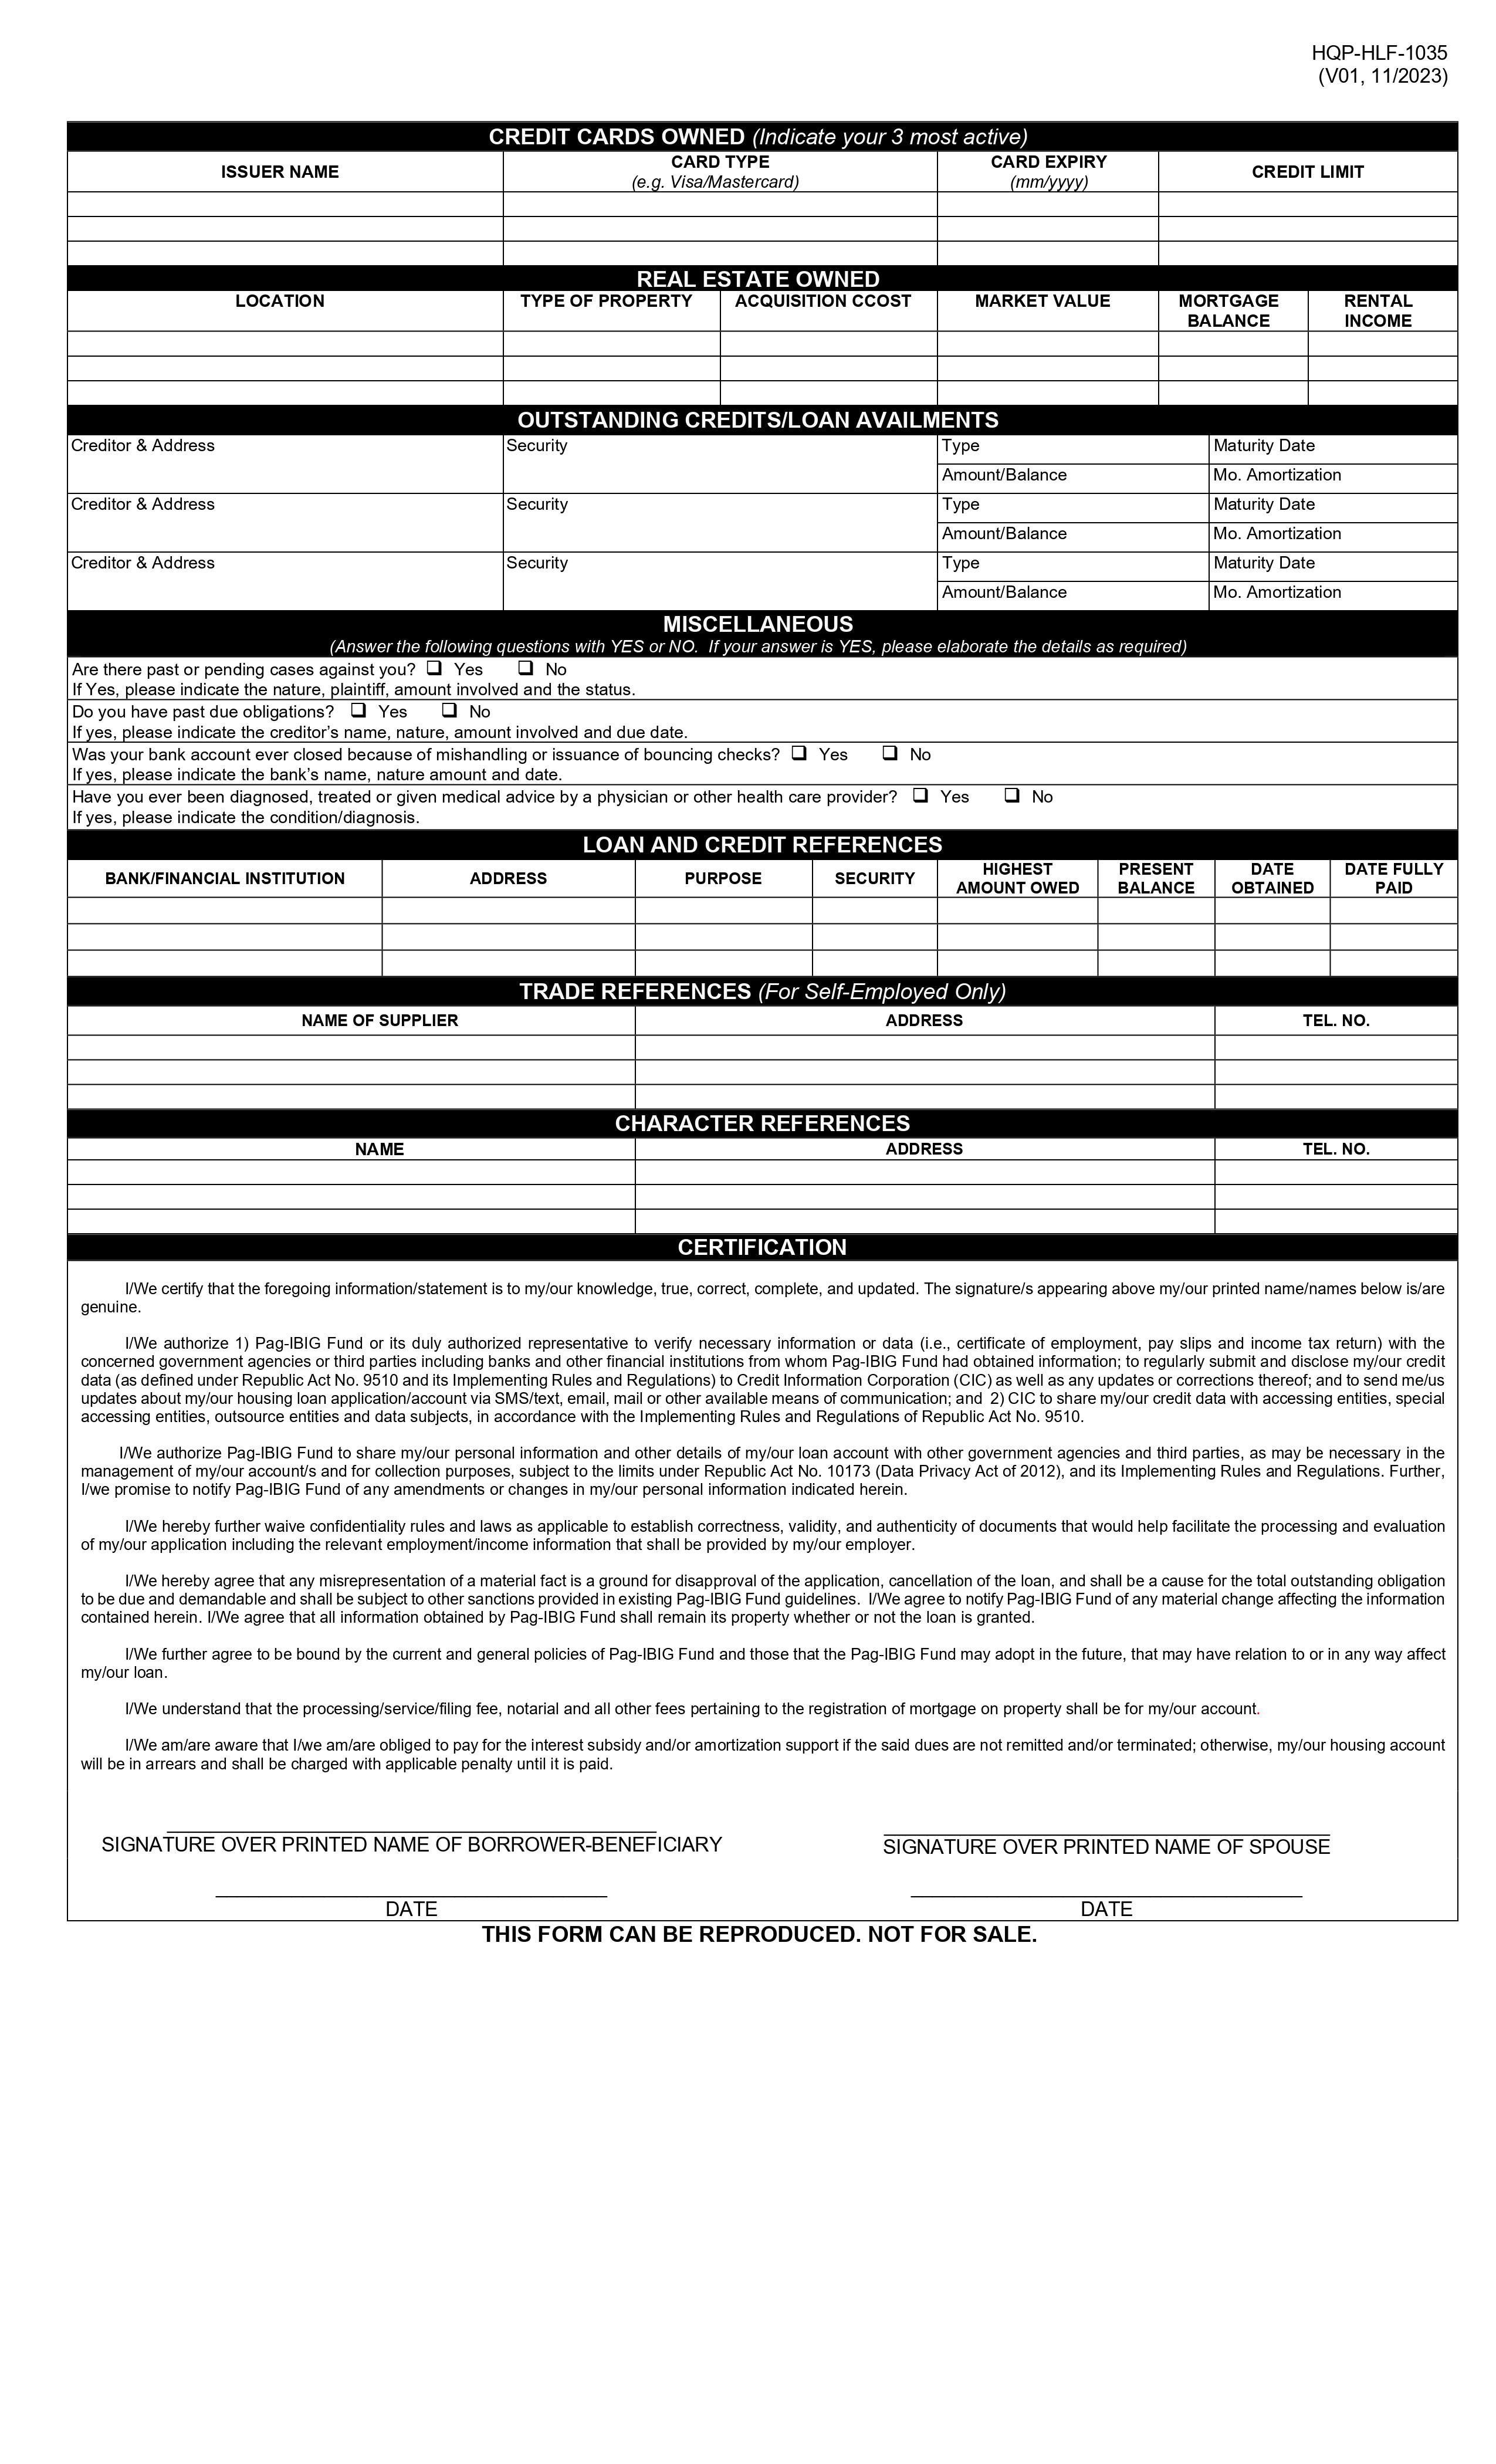 HQP-HLF-1035
(V01, 11/2023)
CREDIT CARDS OWNED (Indicate your 3 most active)
ISSUER NAME
CARD TYPE
(e.g. Visa/Mastercard)
CARD EXPIRY
(mm/yyyy)
CREDIT LIMIT
REAL ESTATE OWNED
LOCATION
TYPE OF PROPERTY
ACQUISITION CCOST
MARKET VALUE
MORTGAGE
BALANCE
RENTAL
INCOME
OUTSTANDING CREDITS/LOAN AVAILMENTS
Creditor & Address
Security
Type
Maturity Date
Amount/Balance
Mo. Amortization
Creditor & Address
Security
Type
Maturity Date
Amount/Balance
Mo. Amortization
Creditor & Address
Security
Type
Maturity Date
Amount/Balance
Mo. Amortization
MISCELLANEOUS
(Answer the following questions with YES or NO.  If your answer is YES, please elaborate the details as required)
Are there past or pending cases against you? ❑ Yes ❑ No
If Yes, please indicate the nature, plaintiff, amount involved and the status.
Do you have past due obligations? ❑ Yes ❑ No
If yes, please indicate the creditor’s name, nature, amount involved and due date.
Was your bank account ever closed because of mishandling or issuance of bouncing checks? ❑ Yes ❑ No
If yes, please indicate the bank’s name, nature amount and date.
Have you ever been diagnosed, treated or given medical advice by a physician or other health care provider? ❑ Yes ❑ No
If yes, please indicate the condition/diagnosis.
LOAN AND CREDIT REFERENCES
BANK/FINANCIAL INSTITUTION
ADDRESS
PURPOSE
SECURITY
HIGHEST
AMOUNT OWED
PRESENT
BALANCE
DATE
OBTAINED
DATE FULLY
PAID
TRADE REFERENCES (For Self-Employed Only)
NAME OF SUPPLIER
ADDRESS
TEL. NO.
CHARACTER REFERENCES
NAME
ADDRESS
TEL. NO.
CERTIFICATION
I/We certify that the foregoing information/statement is to my/our knowledge, true, correct, complete, and updated. The signature/s appearing above my/our printed name/names below is/are
genuine.
I/We authorize 1) Pag-IBIG Fund or its duly authorized representative to verify necessary information or data (i.e., certificate of employment, pay slips and income tax return) with the
concerned government agencies or third parties including banks and other financial institutions from whom Pag-IBIG Fund had obtained information; to regularly submit and disclose my/our credit
data (as defined under Republic Act No. 9510 and its Implementing Rules and Regulations) to Credit Information Corporation (CIC) as well as any updates or corrections thereof; and to send me/us
updates about my/our housing loan application/account via SMS/text, email, mail or other available means of communication; and  2) CIC to share my/our credit data with accessing entities, special
accessing entities, outsource entities and data subjects, in accordance with the Implementing Rules and Regulations of Republic Act No. 9510.
I/We authorize Pag-IBIG Fund to share my/our personal information and other details of my/our loan account with other government agencies and third parties, as may be necessary in the
management of my/our account/s and for collection purposes, subject to the limits under Republic Act No. 10173 (Data Privacy Act of 2012), and its Implementing Rules and Regulations. Further,
I/we promise to notify Pag-IBIG Fund of any amendments or changes in my/our personal information indicated herein.
I/We hereby further waive confidentiality rules and laws as applicable to establish correctness, validity, and authenticity of documents that would help facilitate the processing and evaluation
of my/our application including the relevant employment/income information that shall be provided by my/our employer.
I/We hereby agree that any misrepresentation of a material fact is a ground for disapproval of the application, cancellation of the loan, and shall be a cause for the total outstanding obligation
to be due and demandable and shall be subject to other sanctions provided in existing Pag-IBIG Fund guidelines.  I/We agree to notify Pag-IBIG Fund of any material change affecting the information
contained herein. I/We agree that all information obtained by Pag-IBIG Fund shall remain its property whether or not the loan is granted.
I/We further agree to be bound by the current and general policies of Pag-IBIG Fund and those that the Pag-IBIG Fund may adopt in the future, that may have relation to or in any way affect
my/our loan.
I/We understand that the processing/service/filing fee, notarial and all other fees pertaining to the registration of mortgage on property shall be for my/our account.
I/We am/are aware that I/we am/are obliged to pay for the interest subsidy and/or amortization support if the said dues are not remitted and/or terminated; otherwise, my/our housing account
will be in arrears and shall be charged with applicable penalty until it is paid.
SIGNATURE OVER PRINTED NAME OF BORROWER-BENEFICIARY
SIGNATURE OVER PRINTED NAME OF SPOUSE
DATE
DATE
THIS FORM CAN BE REPRODUCED. NOT FOR SALE.